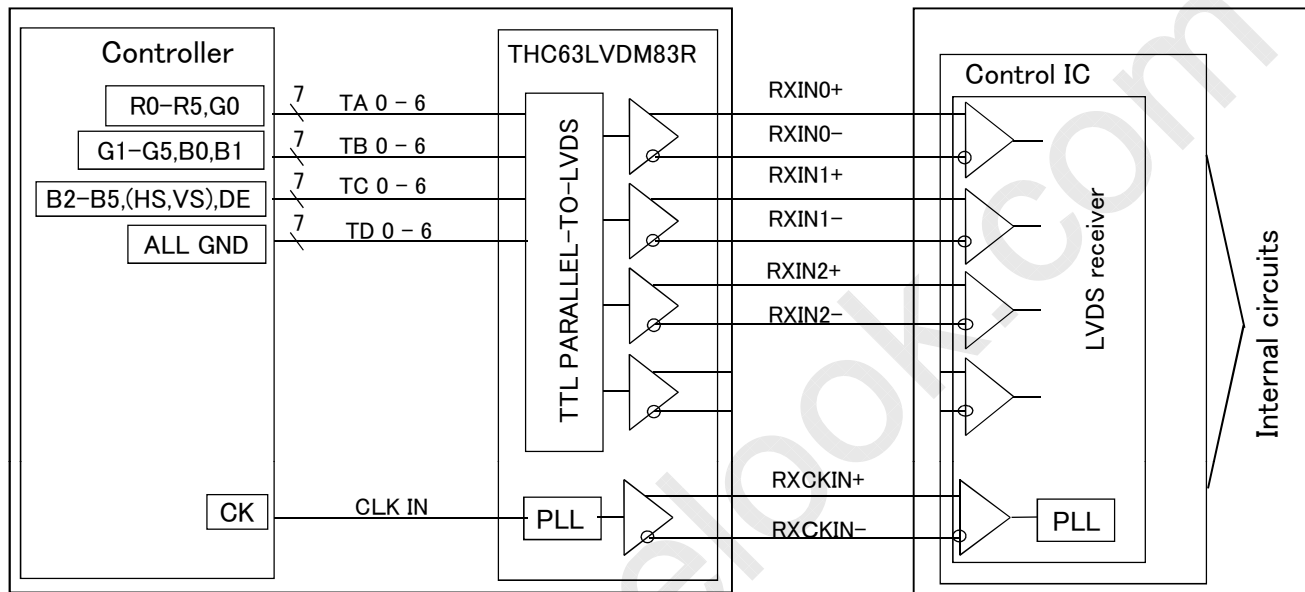 Controller
R0-R5,G0
G1-G5,B0,B1
B2-B5,(HS,VS),DE
ALL GND
CK
7
TA 0 - 6
7
TB 0 - 6
7
TC 0 - 6
7
TD 0 - 6
CLK IN
THC63LVDM83R
TTL PARALLEL-TO-LVDS
PLL
RXIN0+
RXIN0-
RXIN1+
RXIN1-
RXIN2+
RXIN2-
RXCKIN+
RXCKIN-
Control IC
LVDS receiver
PLL
Internal circuits
elook.com